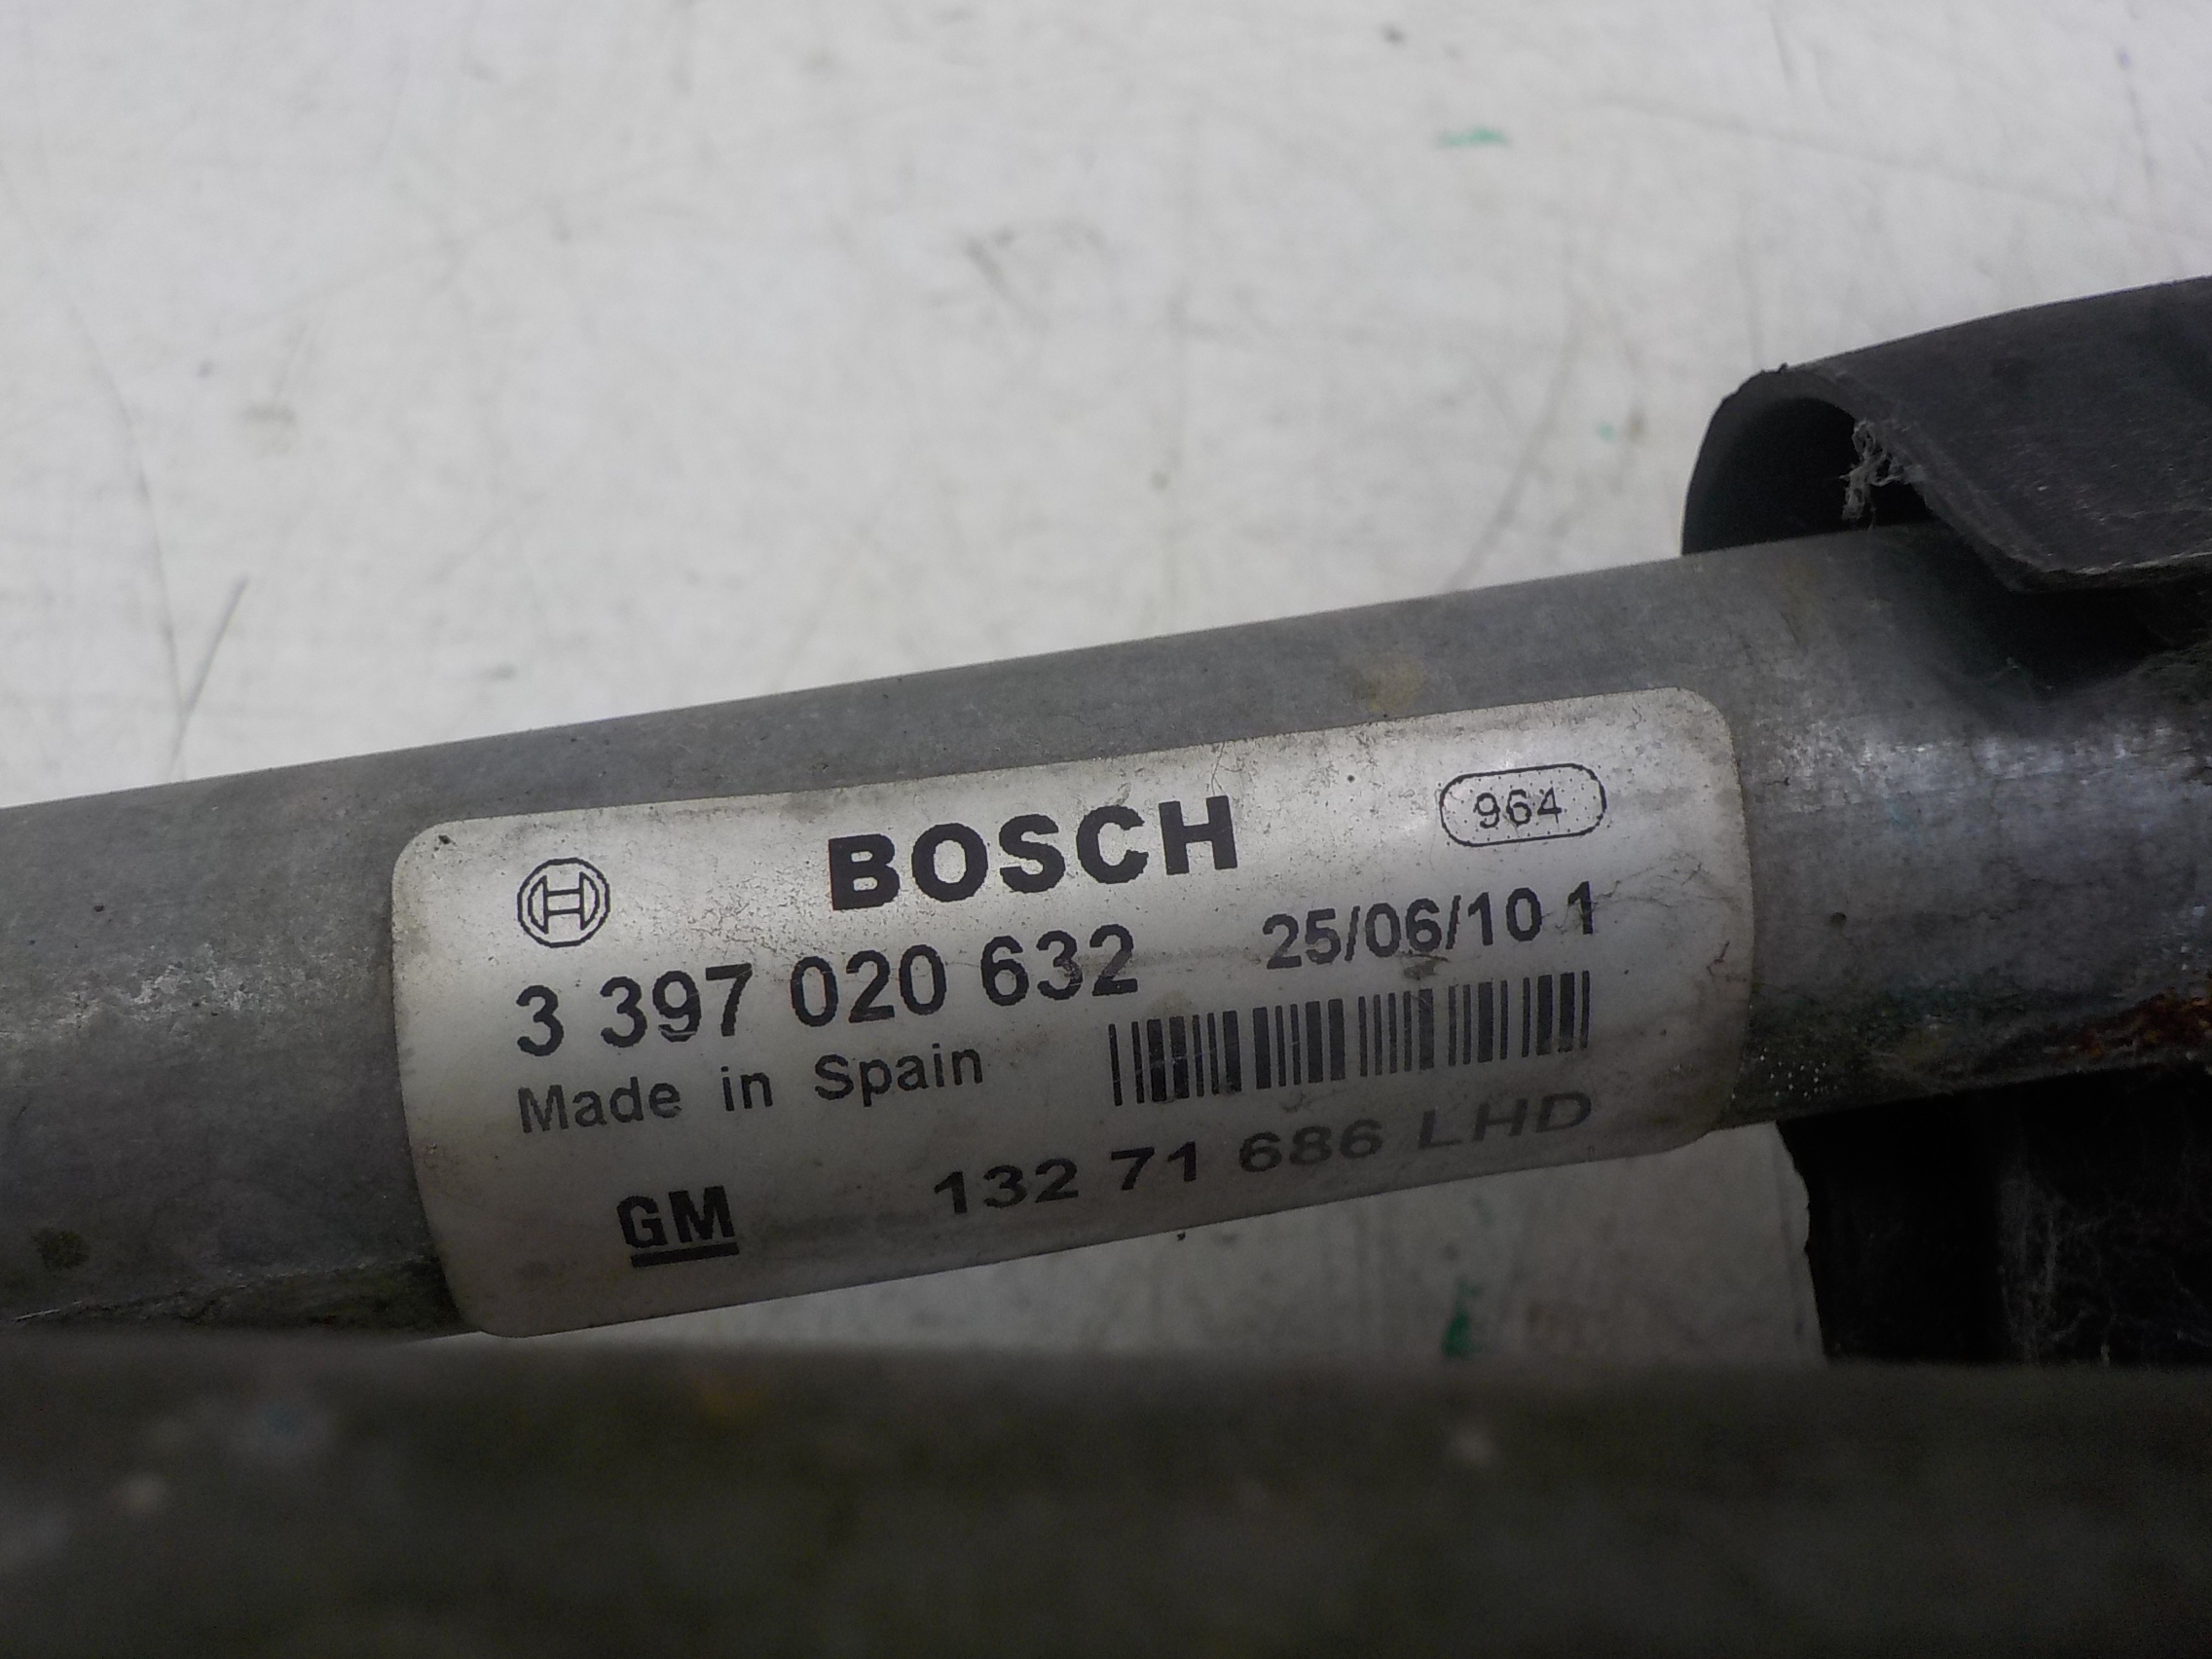 BOSCH 964
3 397 020 632 25/06/10 1
Made in Spain
GM 132 71 686 LHD